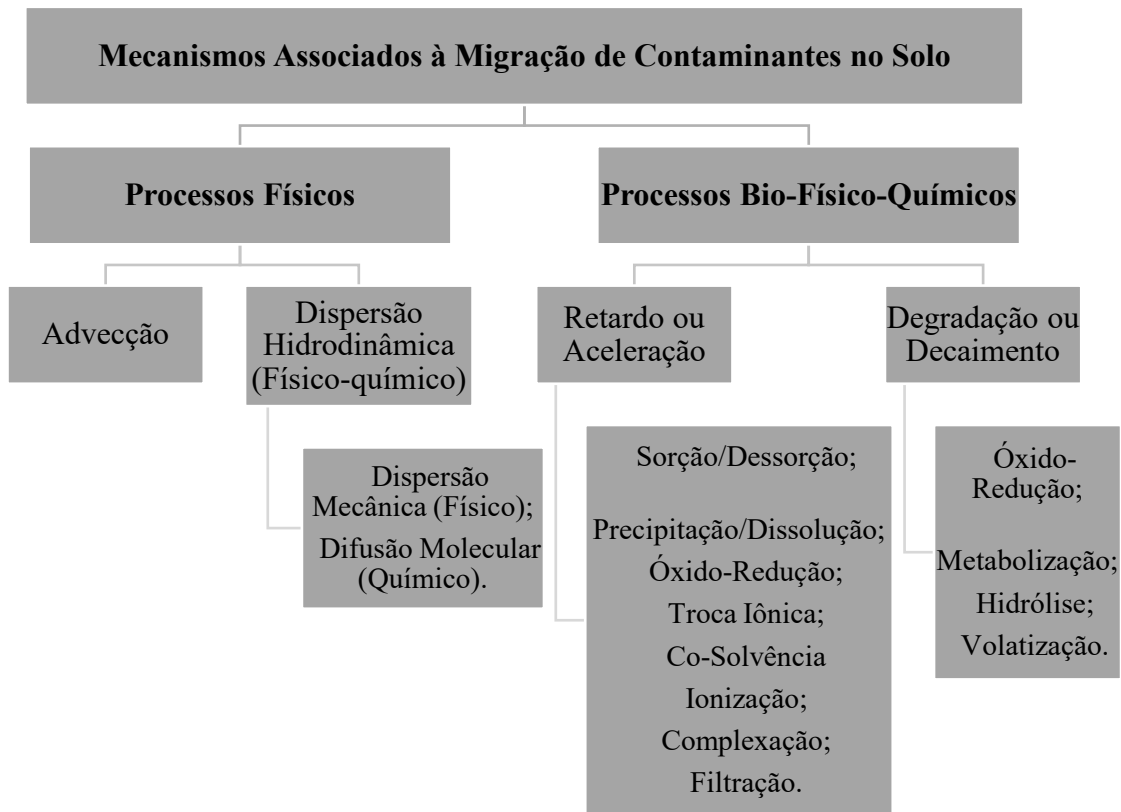 Mecanismos Associados à Migração de Contaminantes no Solo
Processos Físicos
Processos Bio-Físico-Químicos
Advecção
Dispersão
Hidrodinâmica
(Físico-químico)
Retardo ou
Aceleração
Degradação ou
Decaimento
Dispersão
Mecânica (Físico);
Difusão Molecular
(Químico).
Sorção/Dessorção;
Precipitação/Dissolução;
Óxido-Redução;
Troca Iônica;
Co-Solvência
Ionização;
Complexação;
Filtração.
Óxido-
Redução;
Metabolização;
Hidrólise;
Volatização.